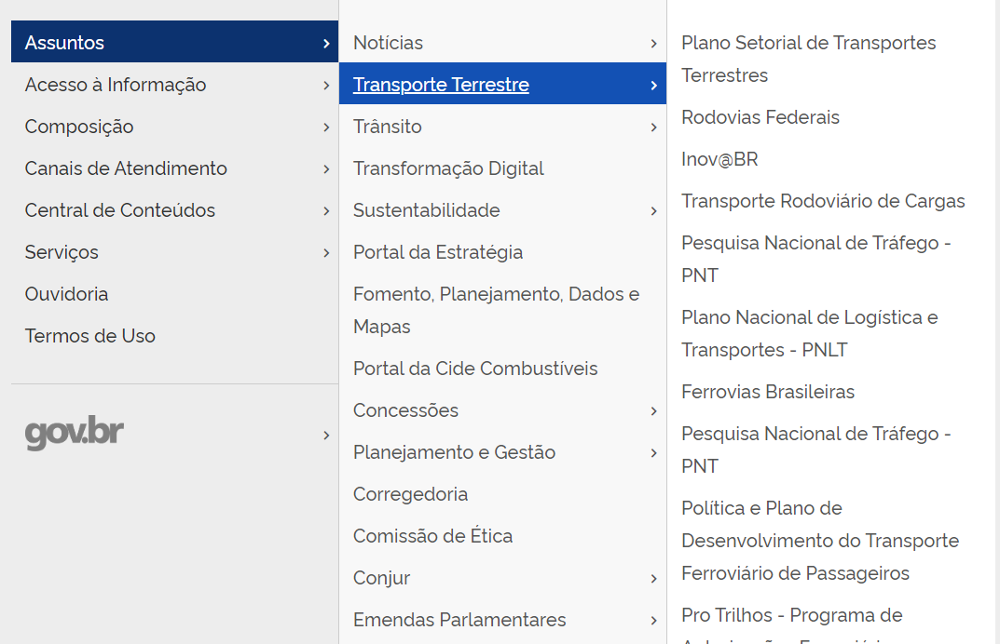 Assuntos
Acesso à Informação
Composição
Canais de Atendimento
Central de Conteúdos
Serviços
Ouvidoria
Termos de Uso
gov.br
Notícias
Transporte Terrestre
Trânsito
Transformação Digital
Sustentabilidade
Portal da Estratégia
Fomento, Planejamento, Dados e
Mapas
Portal da Cide Combustíveis
Concessões
Planejamento e Gestão
Corregedoria
Comissão de Ética
Conjur
Emendas Parlamentares
Plano Setorial de Transportes
Terrestres
Rodovias Federais
Inov@BR
Transporte Rodoviário de Cargas
Pesquisa Nacional de Tráfego -
PNT
Plano Nacional de Logística e
Transportes - PNLT
Ferrovias Brasileiras
Pesquisa Nacional de Tráfego -
PNT
Política e Plano de
Desenvolvimento do Transporte
Ferroviário de Passageiros
Pro Trilhos - Programa de